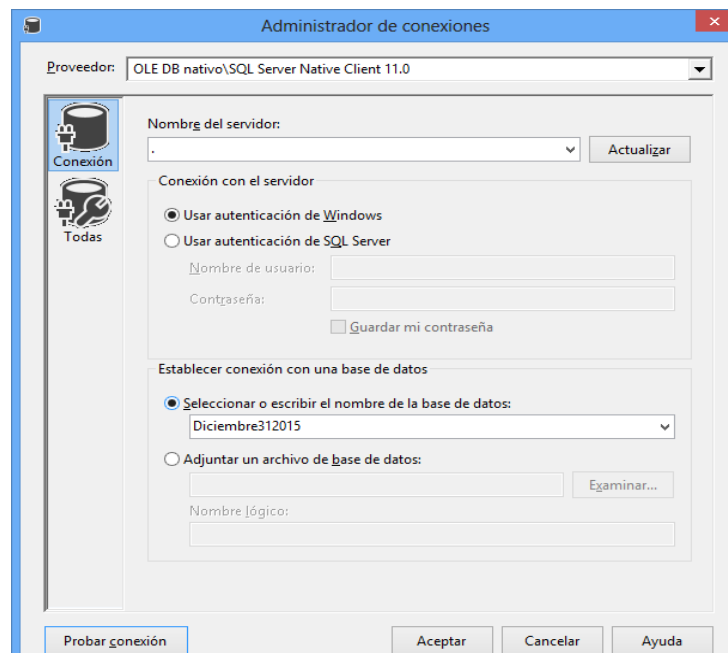 Administrador de conexiones
Proveedor: OLE DB nativo\SQL Server Native Client 11.0
Conexión
Todas
Nombre del servidor:
. Actualizar
Conexión con el servidor
Usar autenticación de Windows
Usar autenticación de SQL Server
Nombre de usuario:
Contraseña:
Guardar mi contraseña
Establecer conexión con una base de datos
Seleccionar o escribir el nombre de la base de datos:
Diciembre312015
Adjuntar un archivo de base de datos:
Examinar...
Nombre lógico:
Probar conexión Aceptar Cancelar Ayuda